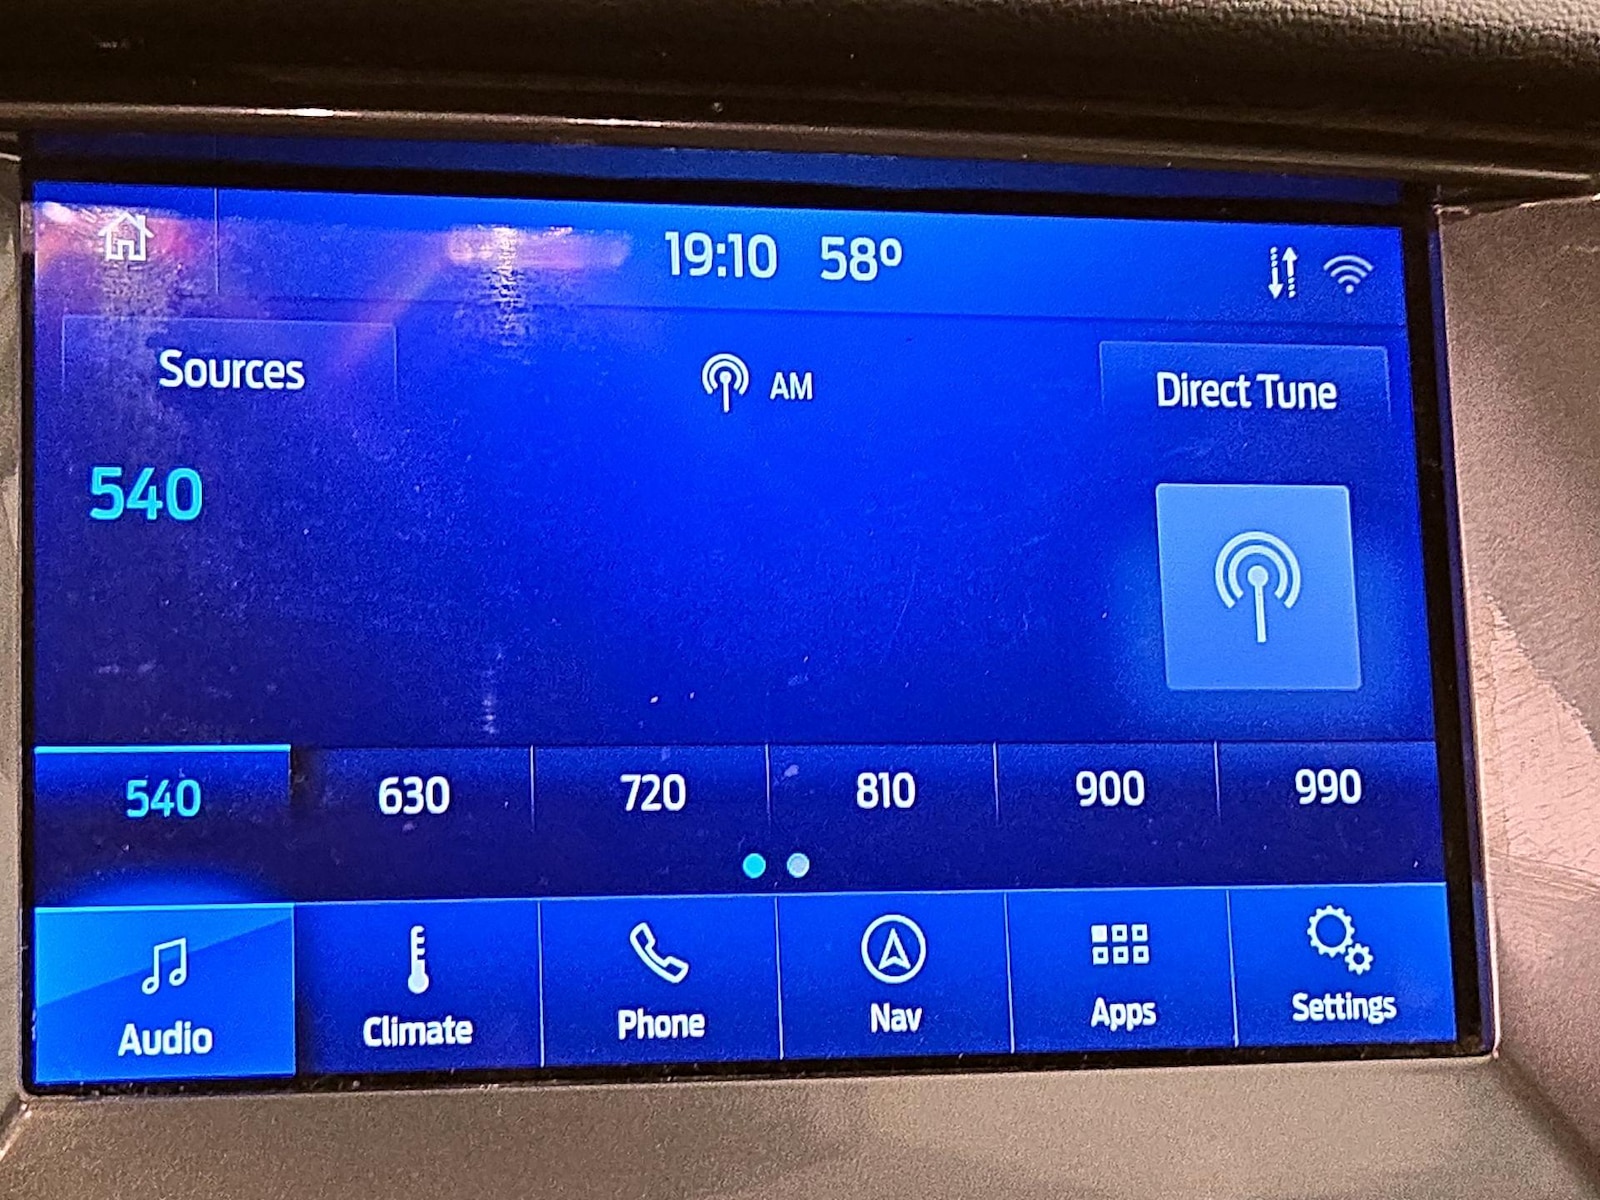 19:10 58°
Sources AM Direct Tune
540
540 630 720 810 900 990
Audio Climate Phone Nav Apps Settings